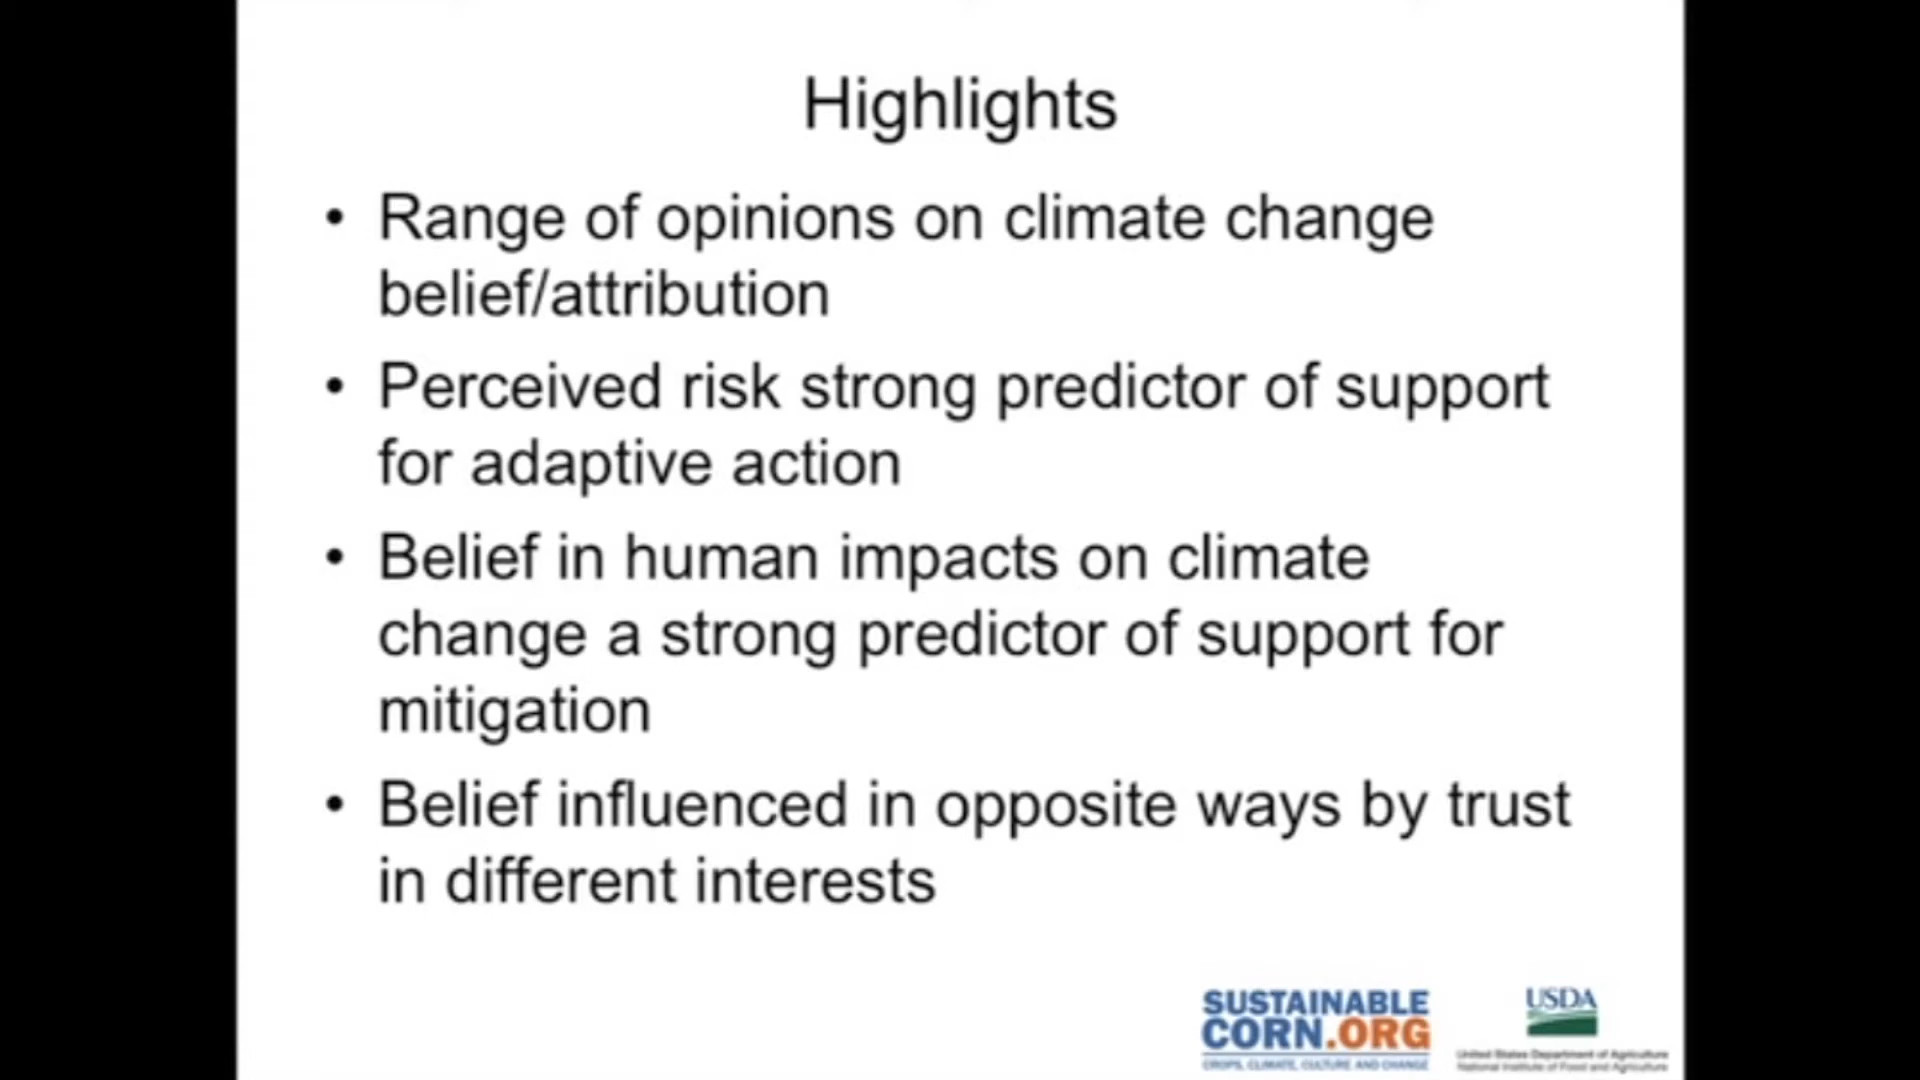 Highlights
• Range of opinions on climate change
belief/attribution
• Perceived risk strong predictor of support
for adaptive action
• Belief in human impacts on climate
change a strong predictor of support for
mitigation
• Belief influenced in opposite ways by trust
in different interests
SUSTAINABLE
CORN.ORG
CROPS, CLIMATE, CULTURE AND CHANGE
USDA
United States Department of Agriculture
National Institute of Food and Agriculture